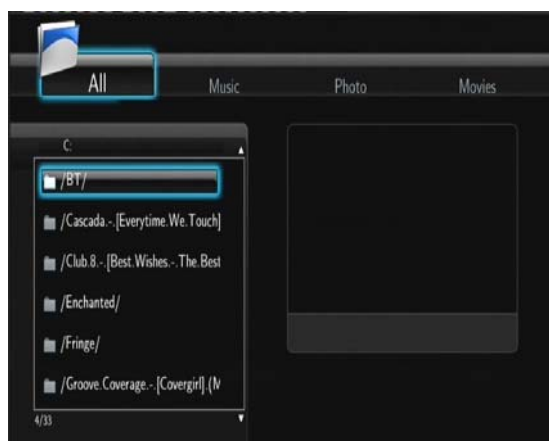 All
Music
Photo
Movies
C:
/BT/
/Cascada.-.[Everytime.We.Touch]
/Club.8.-.[Best.Wishes.-.The.Best
/Enchanted/
/Fringe/
/Groove.Coverage.-.[Covergirl].(M
4/33